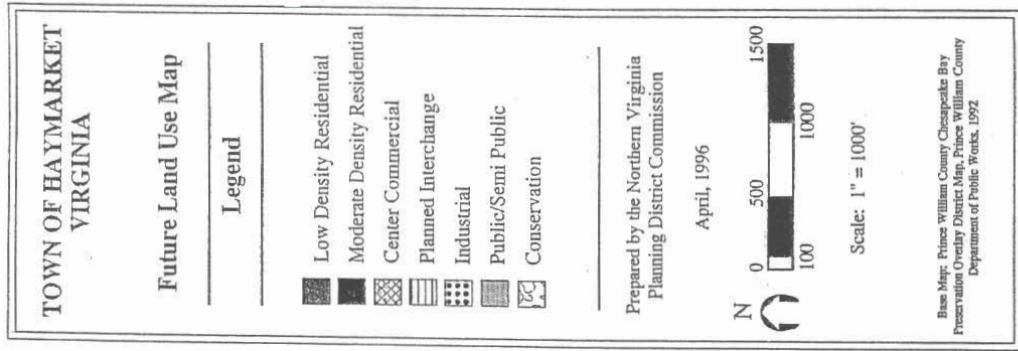 TOWN OF HAYMARKET
VIRGINIA
Future Land Use Map
Legend
Low Density Residential
Moderate Density Residential
Center Commercial
Planned Interchange
Industrial
Public/Semi Public
Conservation
Prepared by the Northern Virginia
Planning District Commission
April, 1996
N
0 500 1500
100 1000
Scale: 1" = 1000'
Base Map: Prince William County Chesapeake Bay
Preservation Overlay District Map, Prince William County
Department of Public Works, 1992